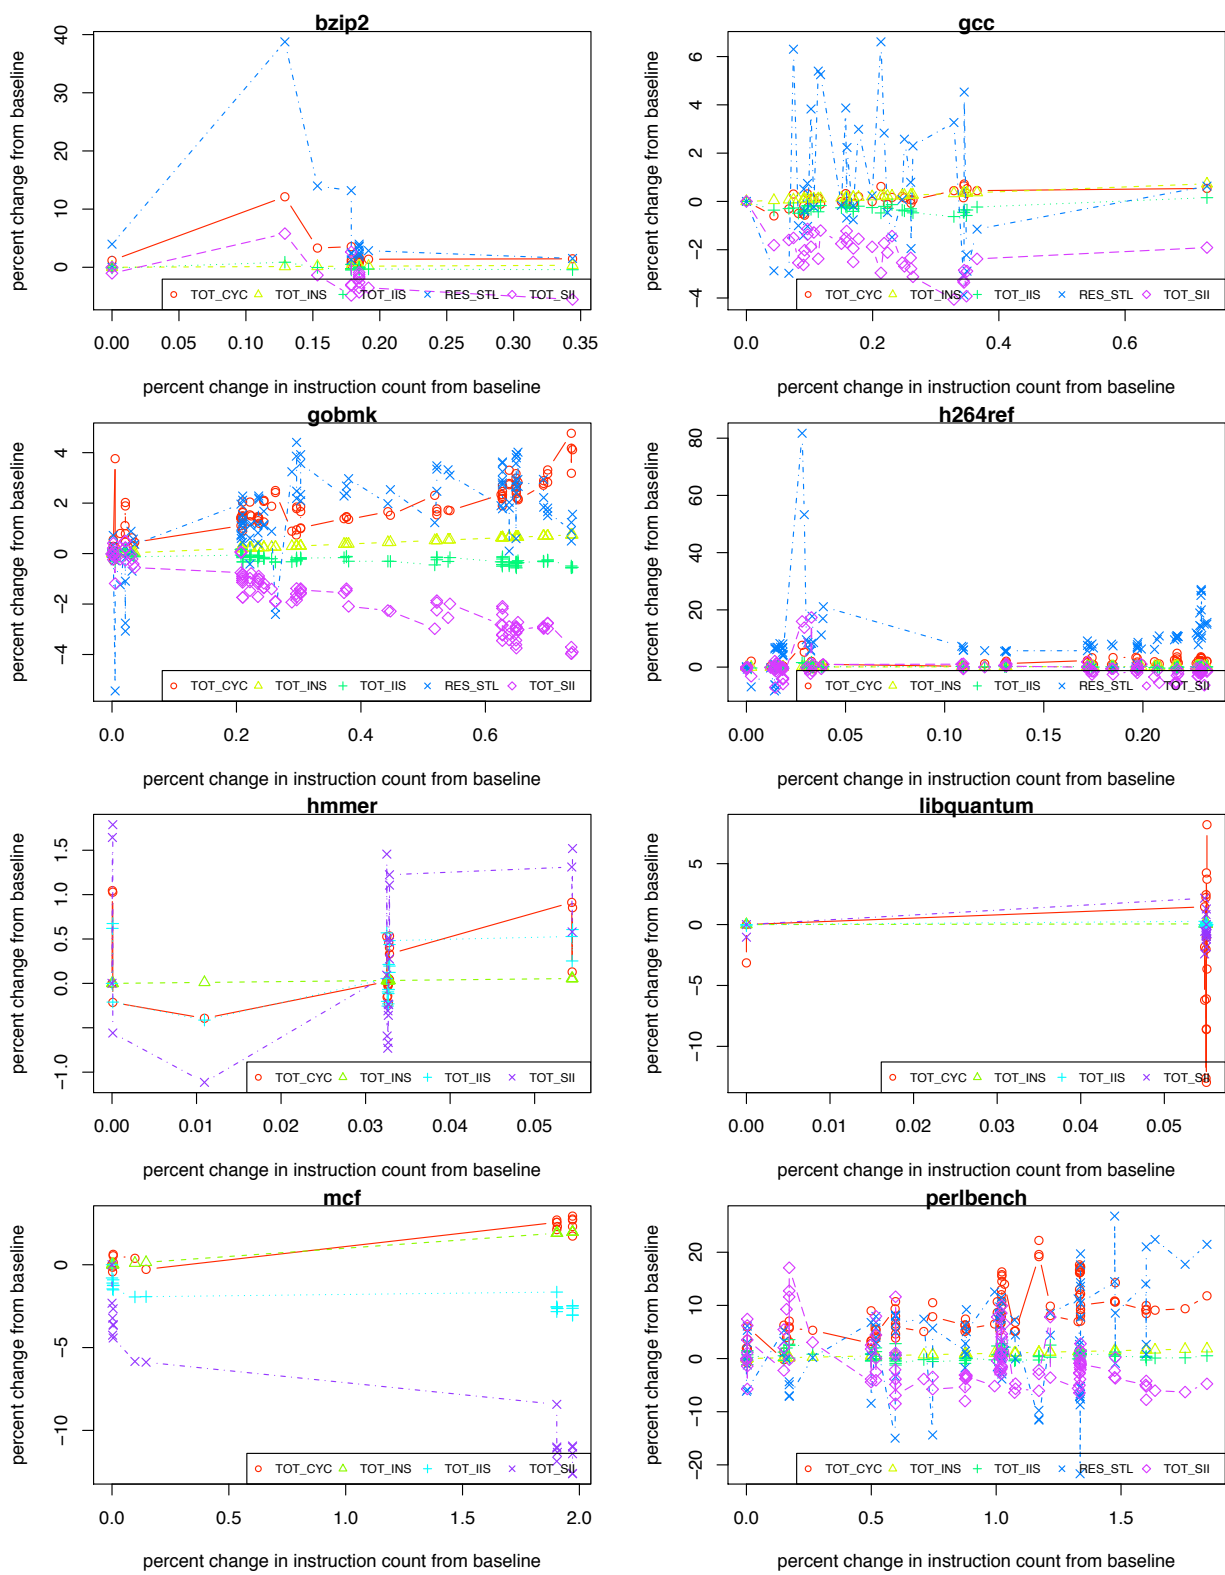 bzip2
percent change from baseline
0 10 20 30 40
TOT_CYC TOT_INS TOT_IIS RES_STL TOT_SII
0.00 0.05 0.10 0.15 0.20 0.25 0.30 0.35
percent change in instruction count from baseline
gcc
percent change from baseline
−4 −2 0 2 4 6
TOT_CYC TOT_INS TOT_IIS RES_STL TOT_SII
0.0 0.2 0.4 0.6
percent change in instruction count from baseline
gobmk
percent change from baseline
−4 −2 0 2 4
TOT_CYC TOT_INS TOT_IIS RES_STL TOT_SII
0.0 0.2 0.4 0.6
percent change in instruction count from baseline
h264ref
percent change from baseline
0 20 40 60 80
TOT_CYC TOT_INS TOT_IIS RES_STL TOT_SII
0.00 0.05 0.10 0.15 0.20
percent change in instruction count from baseline
hmmer
percent change from baseline
−1.0 0.0 0.5 1.0 1.5
TOT_CYC TOT_INS TOT_IIS TOT_SII
0.00 0.01 0.02 0.03 0.04 0.05
percent change in instruction count from baseline
libquantum
percent change from baseline
−10 −5 0 5
TOT_CYC TOT_INS TOT_IIS TOT_SII
0.00 0.01 0.02 0.03 0.04 0.05
percent change in instruction count from baseline
mcf
percent change from baseline
−10 −5 0
TOT_CYC TOT_INS TOT_IIS TOT_SII
0.0 0.5 1.0 1.5 2.0
percent change in instruction count from baseline
perlbench
percent change from baseline
−20 −10 0 10 20
TOT_CYC TOT_INS TOT_IIS RES_STL TOT_SII
0.0 0.5 1.0 1.5
percent change in instruction count from baseline